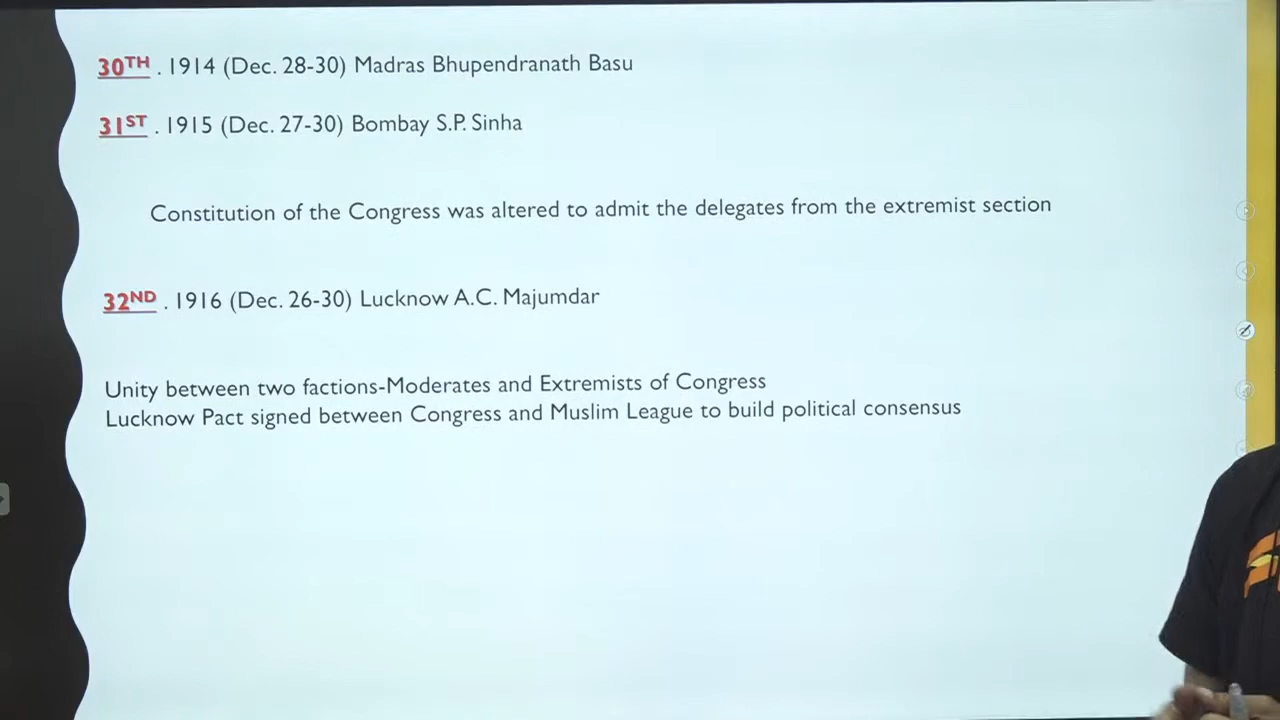 30TH . 1914 (Dec. 28-30) Madras Bhupendranath Basu
31ST . 1915 (Dec. 27-30) Bombay S.P. Sinha
Constitution of the Congress was altered to admit the delegates from the extremist section
32ND . 1916 (Dec. 26-30) Lucknow A.C. Majumdar
Unity between two factions-Moderates and Extremists of Congress
Lucknow Pact signed between Congress and Muslim League to build political consensus